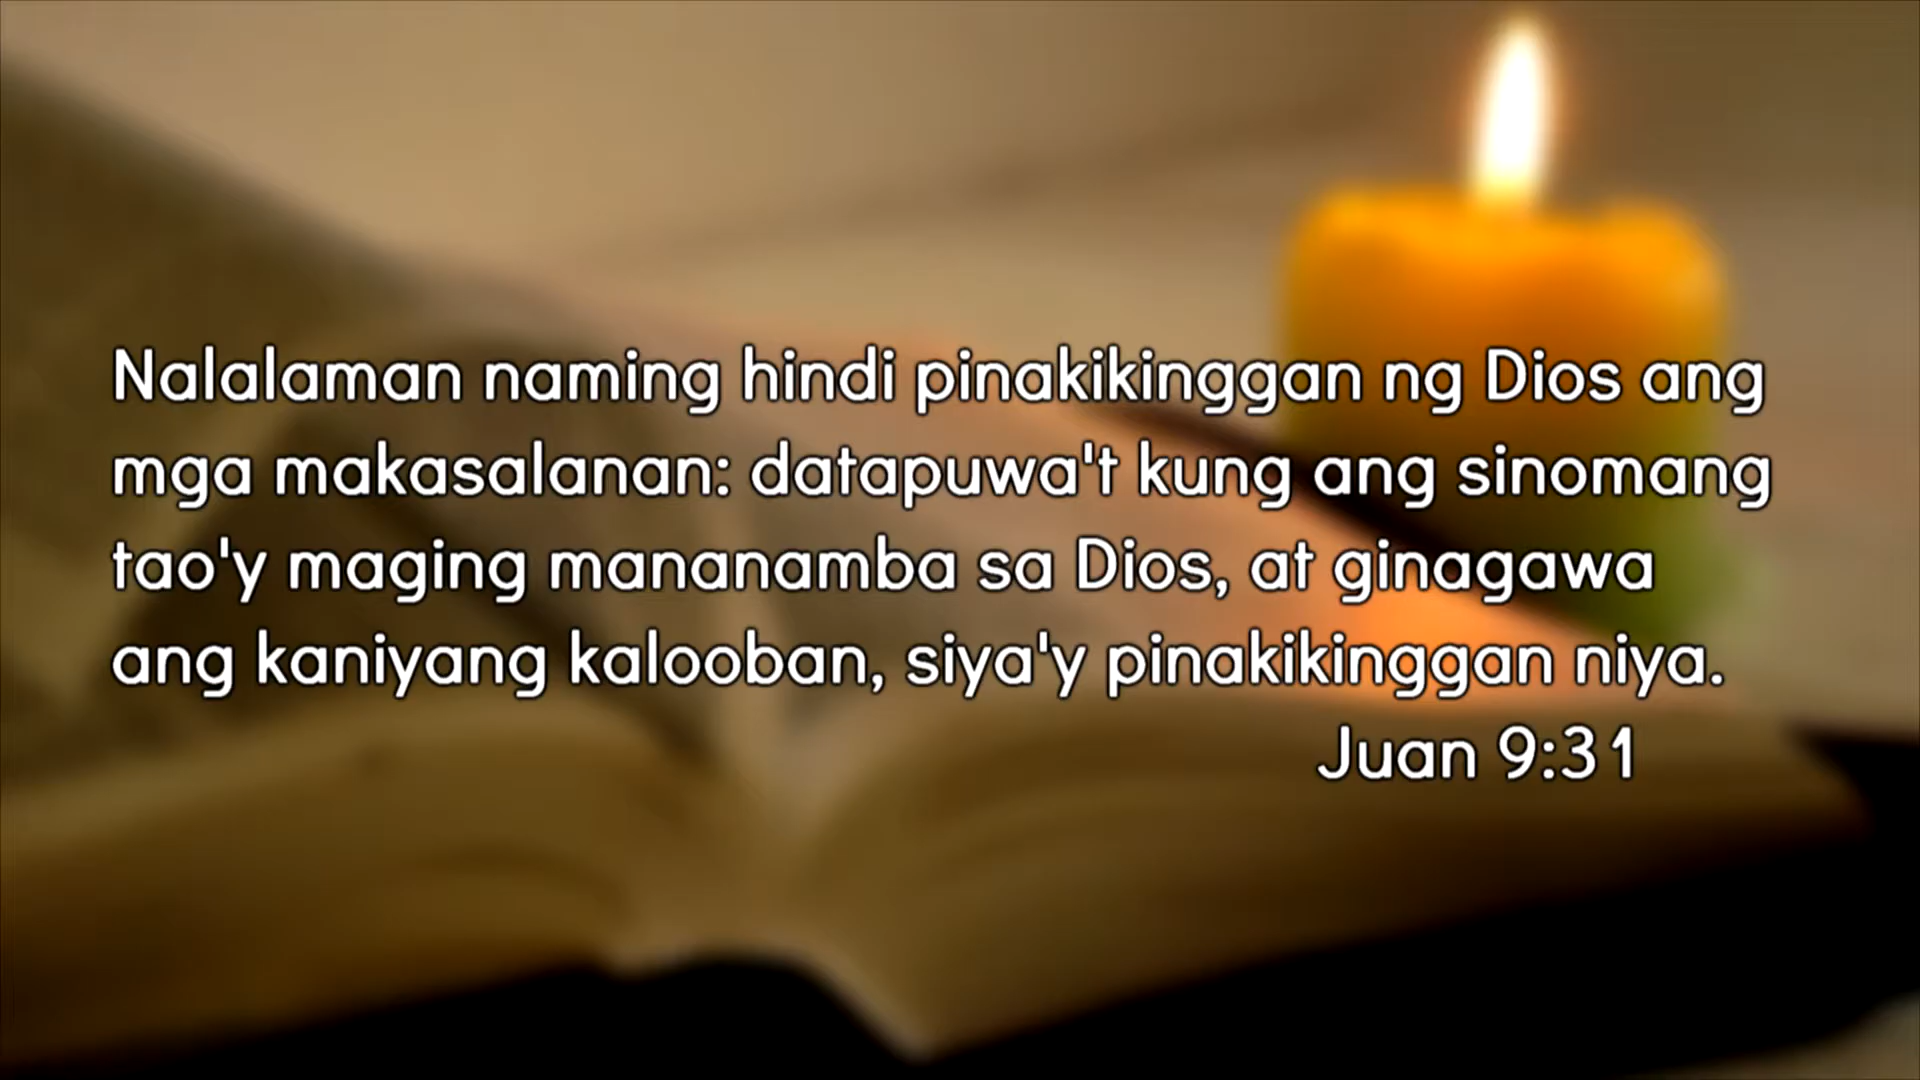 Nalalaman naming hindi pinakikinggan ng Dios ang
mga makasalanan: datapuwa't kung ang sinomang
tao'y maging mananamba sa Dios, at ginagawa
ang kaniyang kalooban, siya'y pinakikinggan niya.
Juan 9:31